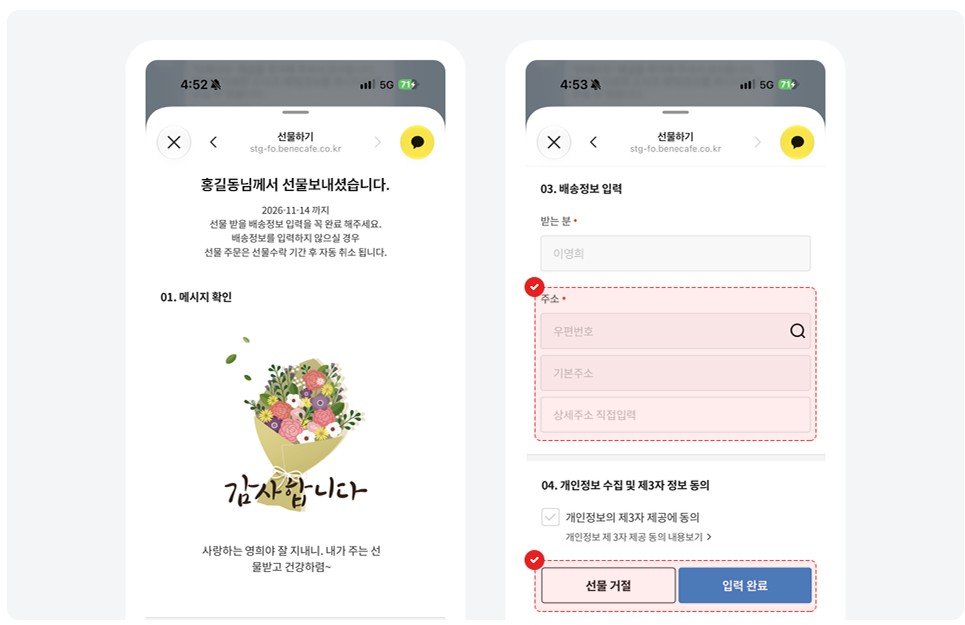 4:52
5G
71
선물하기
stg-fo.benecafe.co.kr
홍길동님께서 선물보내셨습니다.
2026-11-14 까지
선물 받을 배송정보 입력을 꼭 완료 해주세요.
배송정보를 입력하지 않으실 경우
선물 주문은 선물수락 기간 후 자동 취소 됩니다.
01. 메시지 확인
감사합니다
사랑하는 영희야 잘 지내니. 내가 주는 선
물받고 건강하렴~
4:53
5G
71
선물하기
stg-fo.benecafe.co.kr
03. 배송정보 입력
받는 분 •
이영희
주소 •
우편번호
기본주소
상세주소 직접입력
04. 개인정보 수집 및 제3자 정보 동의
개인정보의 제3자 제공에 동의
개인정보 제 3자 제공 동의 내용보기 >
선물 거절
입력 완료